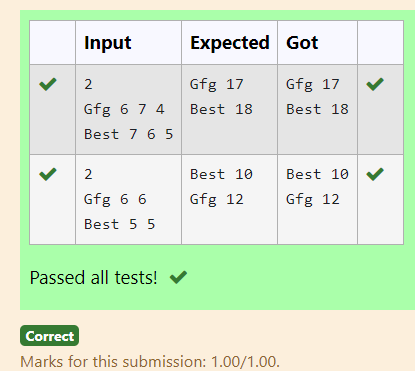 Input Expected Got
2 Gfg 17 Gfg 17
Gfg 6 7 4 Best 18 Best 18
Best 7 6 5
2 Best 10 Best 10
Gfg 6 6 Gfg 12 Gfg 12
Best 5 5
Passed all tests!
Correct
Marks for this submission: 1.00/1.00.